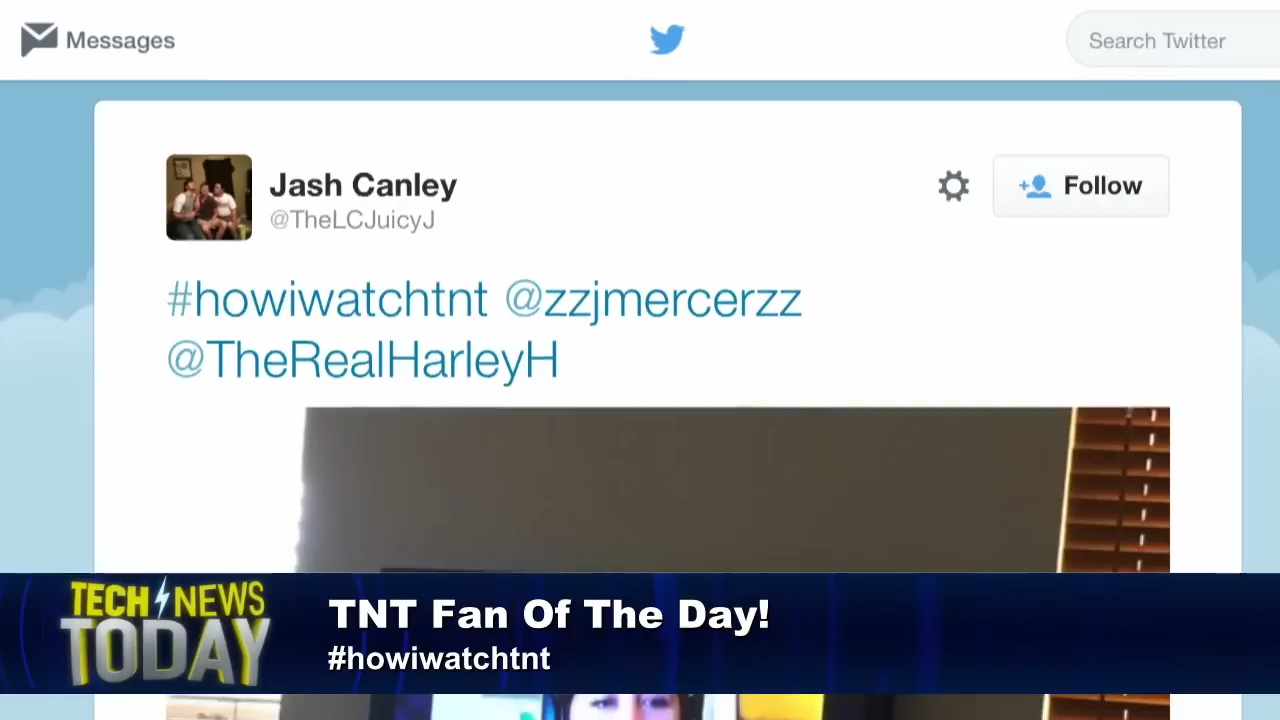 Messages
Search Twitter
Jash Canley
@TheLCJuicyJ
Follow
#howiwatchtnt @zzjmercerzz
@TheRealHarleyH
TECH NEWS
TODAY
TNT Fan Of The Day!
#howiwatchtnt